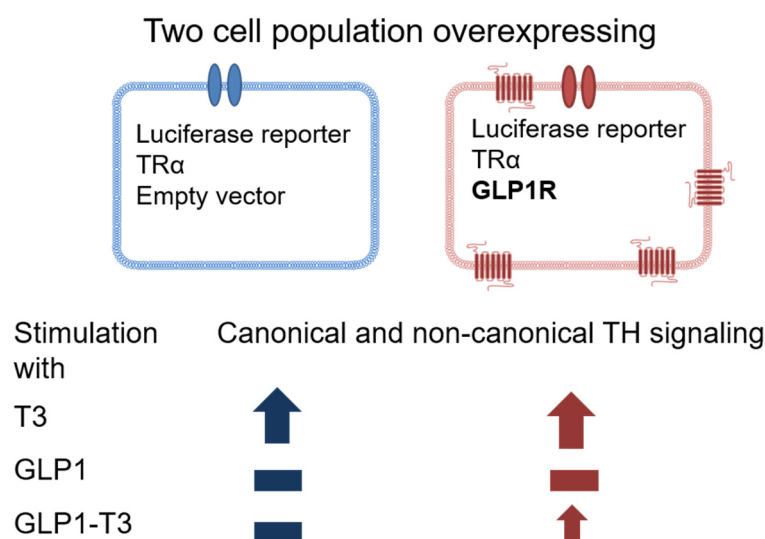 Two cell population overexpressing
Luciferase reporter
TRα
Empty vector
Luciferase reporter
TRα
GLP1R
Stimulation with
Canonical and non-canonical TH signaling
T3
GLP1
GLP1-T3